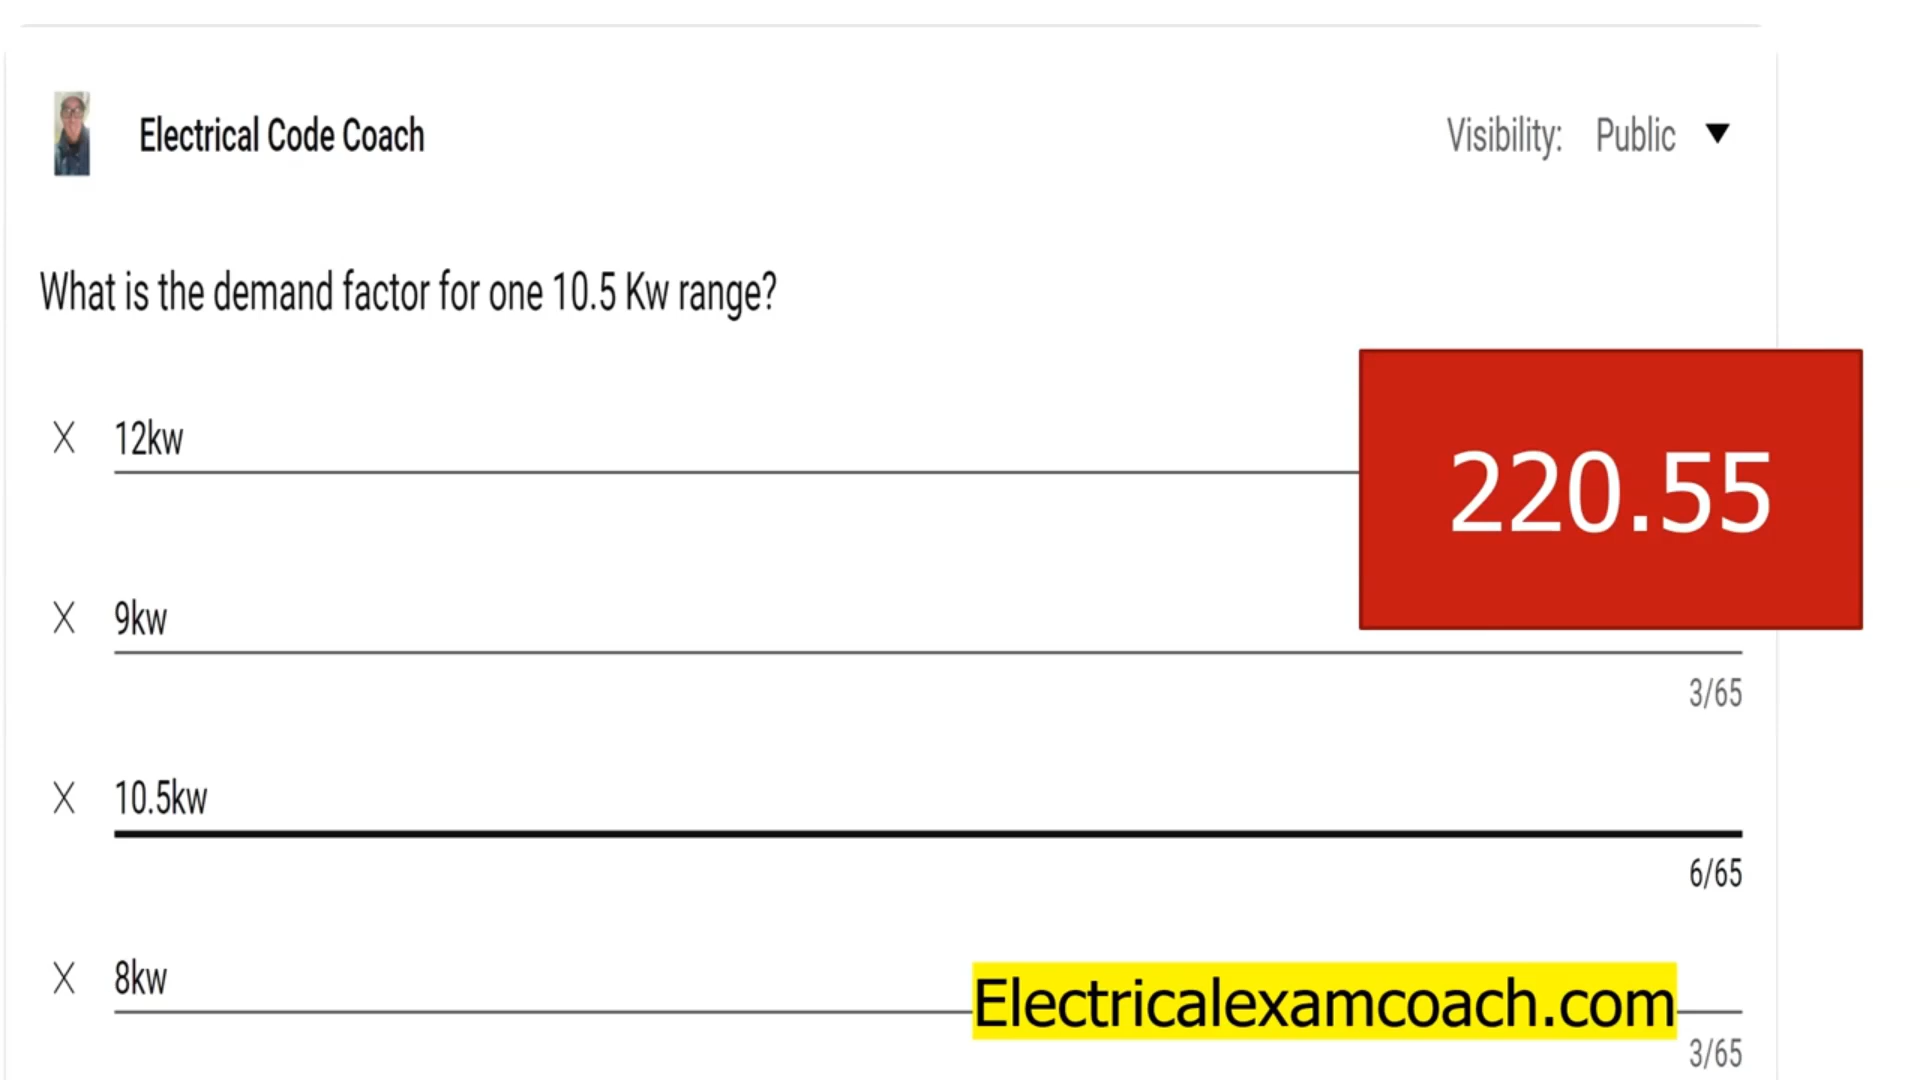 Electrical Code Coach
Visibility: Public
What is the demand factor for one 10.5 Kw range?
12kw
220.55
9kw
3/65
10.5kw
6/65
8kw
Electricalexamcoach.com
3/65